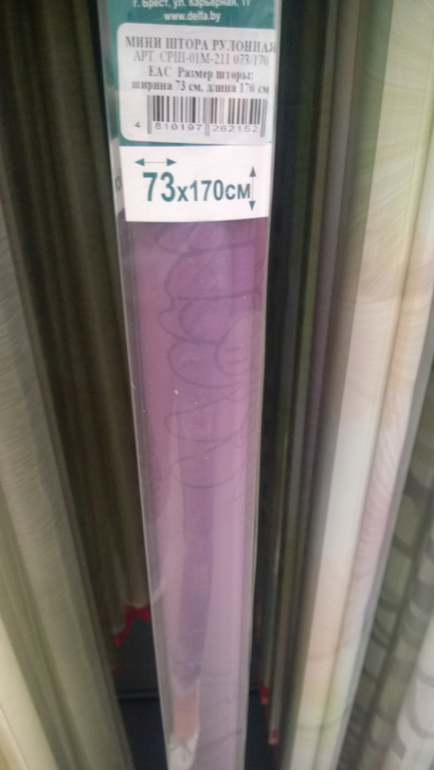 г. Брест, ул. Карьерная, 11
www.delfa.by
МИНИ ШТОРА РУЛОННАЯ
АРТ. СРШ-01М-211 073/170
ЕАС Размер шторы:
ширина 73 см, длина 170 см
4 810197 262152
73х170см